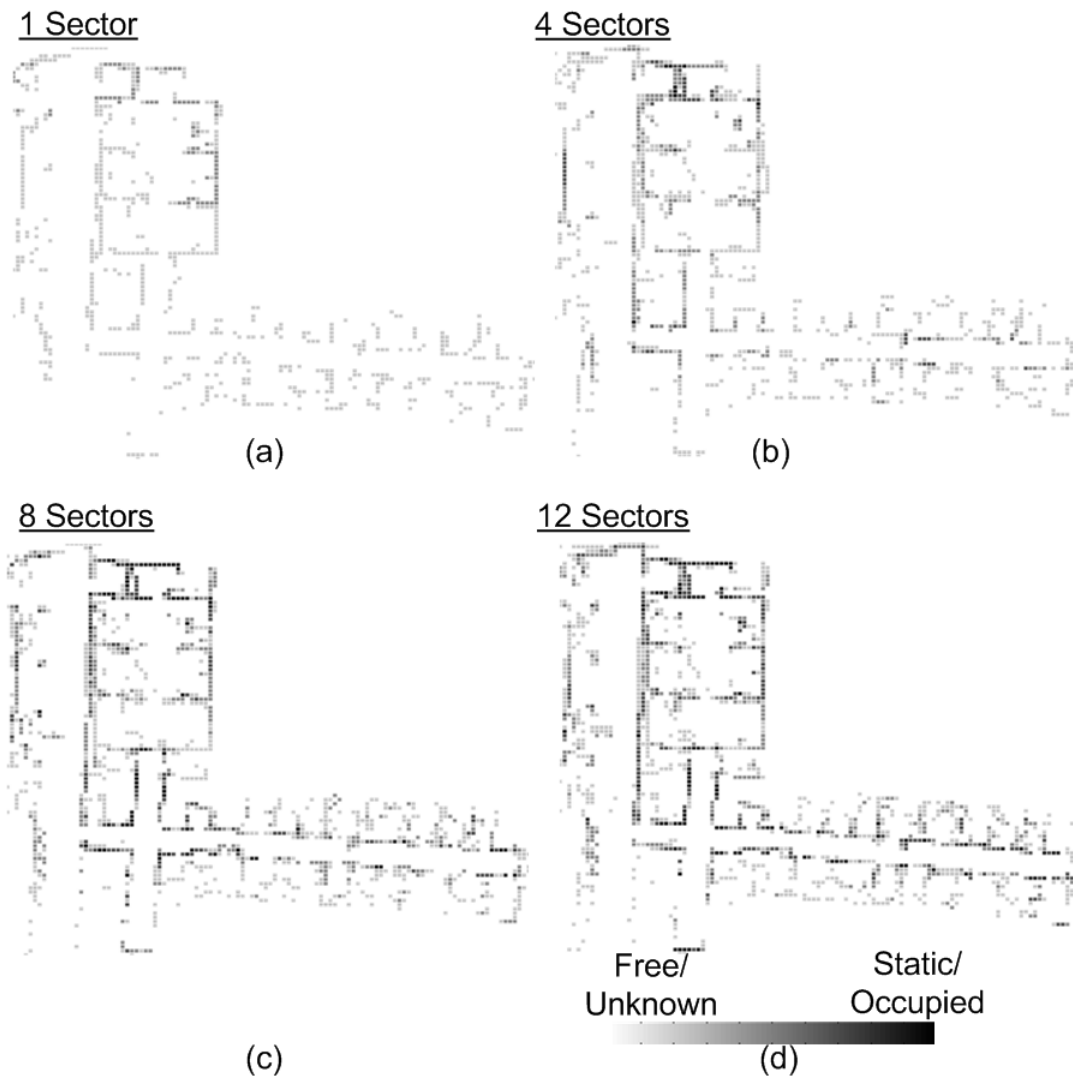 1 Sector
4 Sectors
(a)
(b)
8 Sectors
12 Sectors
Free/
Unknown
Static/
Occupied
(c)
(d)